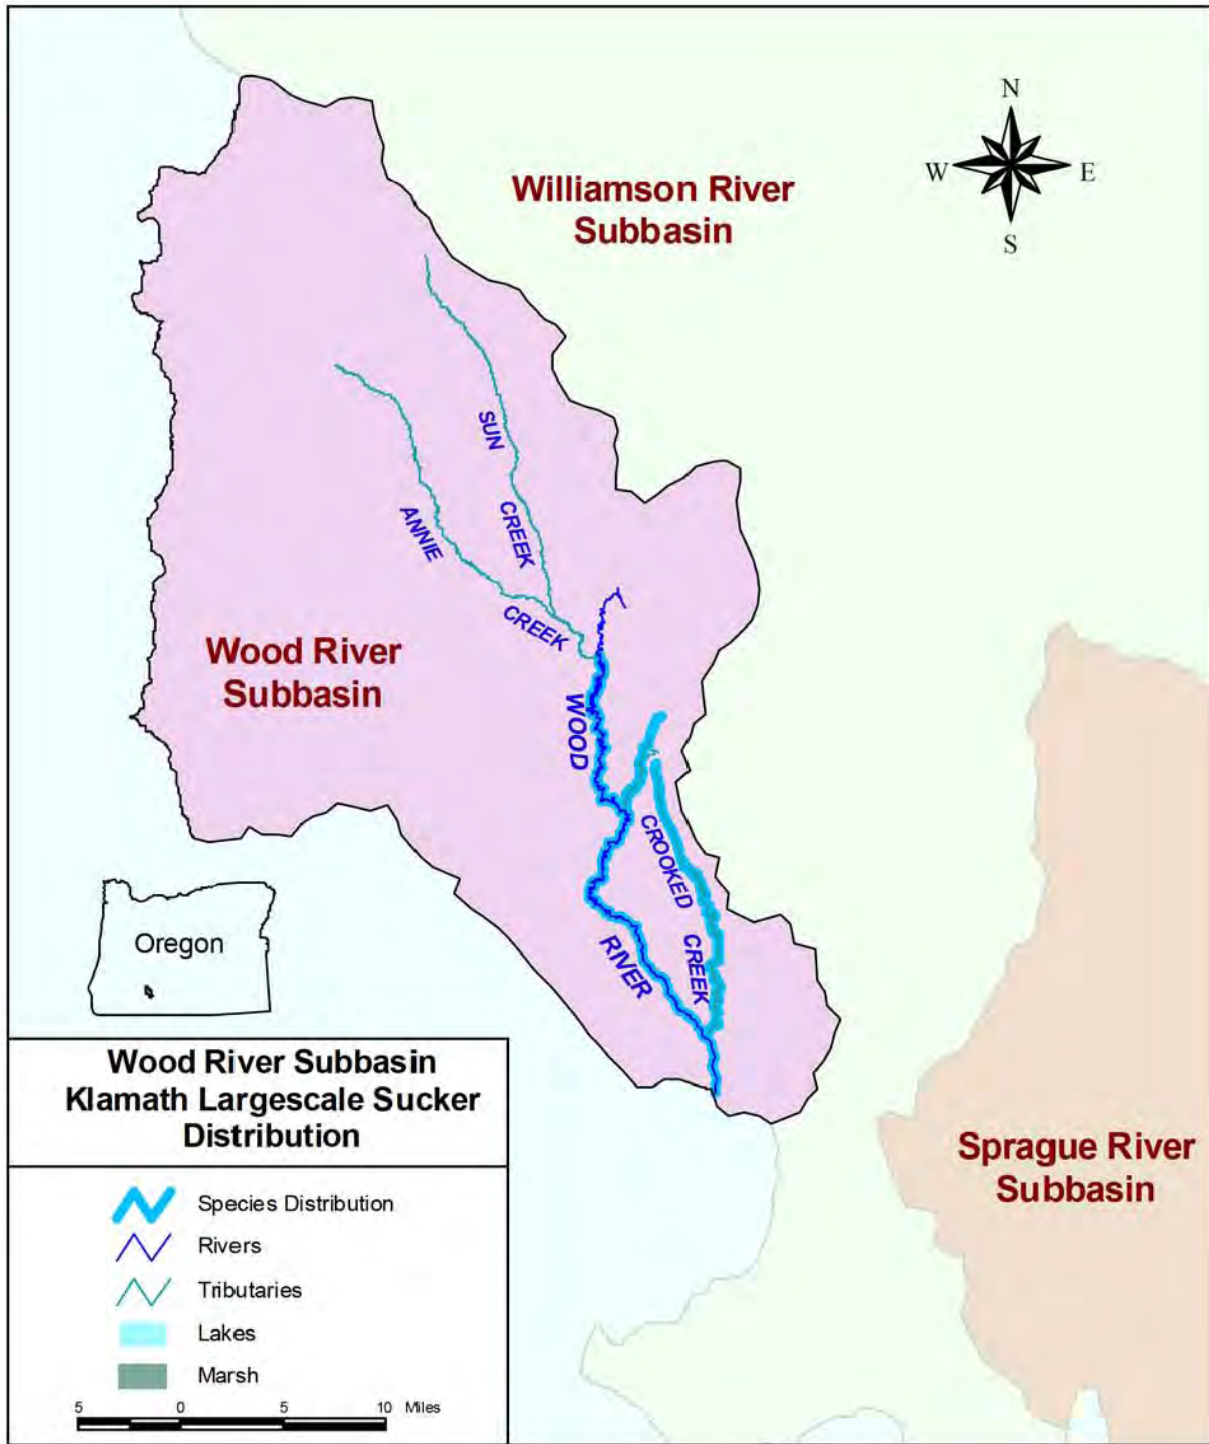 N
W
E
S
Williamson River
Subbasin
SUN
CREEK
ANNIE
CREEK
Wood River
Subbasin
WOOD
RIVER
CROOKED
CREEK
Oregon
Sprague River
Subbasin
Wood River Subbasin
Klamath Largescale Sucker
Distribution
Species Distribution
Rivers
Tributaries
Lakes
Marsh
5 0 5 10 Miles